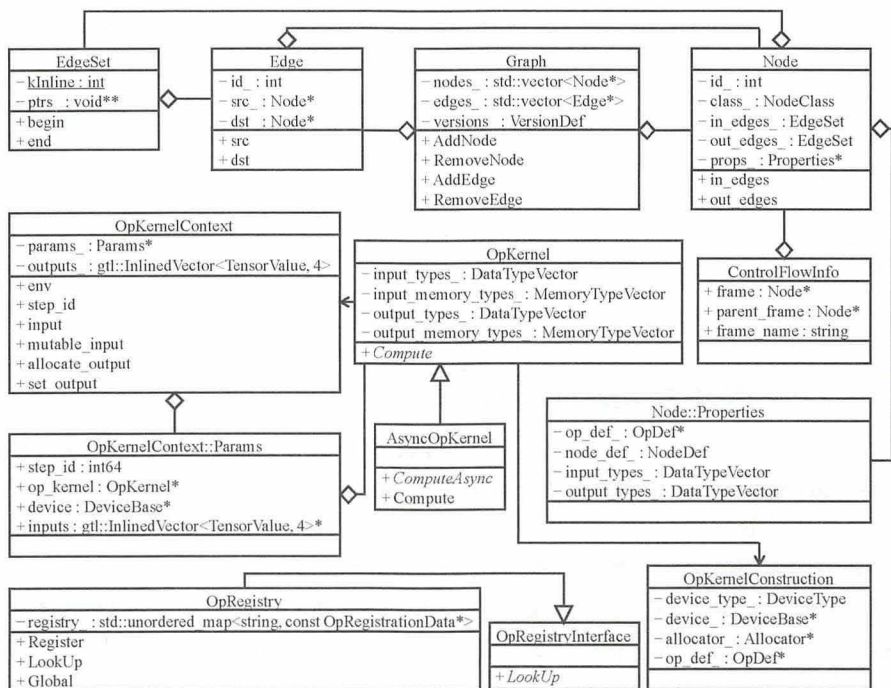 EdgeSet
- kInline : int
- ptrs_ : void**
+ begin
+ end
Edge
- id_ : int
- src_ : Node*
- dst_ : Node*
+ src
+ dst
Graph
- nodes_ : std::vector<Node*>
- edges_ : std::vector<Edge*>
- versions_ : VersionDef
+ AddNode
+ RemoveNode
+ AddEdge
+ RemoveEdge
Node
- id_ : int
- class_ : NodeClass
- in_edges_ : EdgeSet
- out_edges_ : EdgeSet
- props_ : Properties*
+ in_edges
+ out_edges
OpKernelContext
- params_ : Params*
- outputs_ : gtl::InlinedVector<TensorValue, 4>
+ env
+ step_id
+ input
+ mutable_input
+ allocate_output
+ set_output
OpKernel
- input_types_ : DataTypeVector
- input_memory_types_ : MemoryTypeVector
- output_types_ : DataTypeVector
- output_memory_types_ : MemoryTypeVector
+ Compute
ControlFlowInfo
+ frame : Node*
+ parent_frame : Node*
+ frame_name : string
OpKernelContext::Params
+ step_id : int64
+ op_kernel : OpKernel*
+ device : DeviceBase*
+ inputs : gtl::InlinedVector<TensorValue, 4>*
AsyncOpKernel
+ ComputeAsync
+ Compute
Node::Properties
- op_def_ : OpDef*
- node_def_ : NodeDef
- input_types_ : DataTypeVector
- output_types_ : DataTypeVector
OpRegistry
- registry_ : std::unordered_map<string, const OpRegistrationData*>
+ Register
+ LookUp
+ Global
OpRegistryInterface
+ LookUp
OpKernelConstruction
- device_type_ : DeviceType
- device_ : DeviceBase*
- allocator_ : Allocator*
- op_def_ : OpDef*